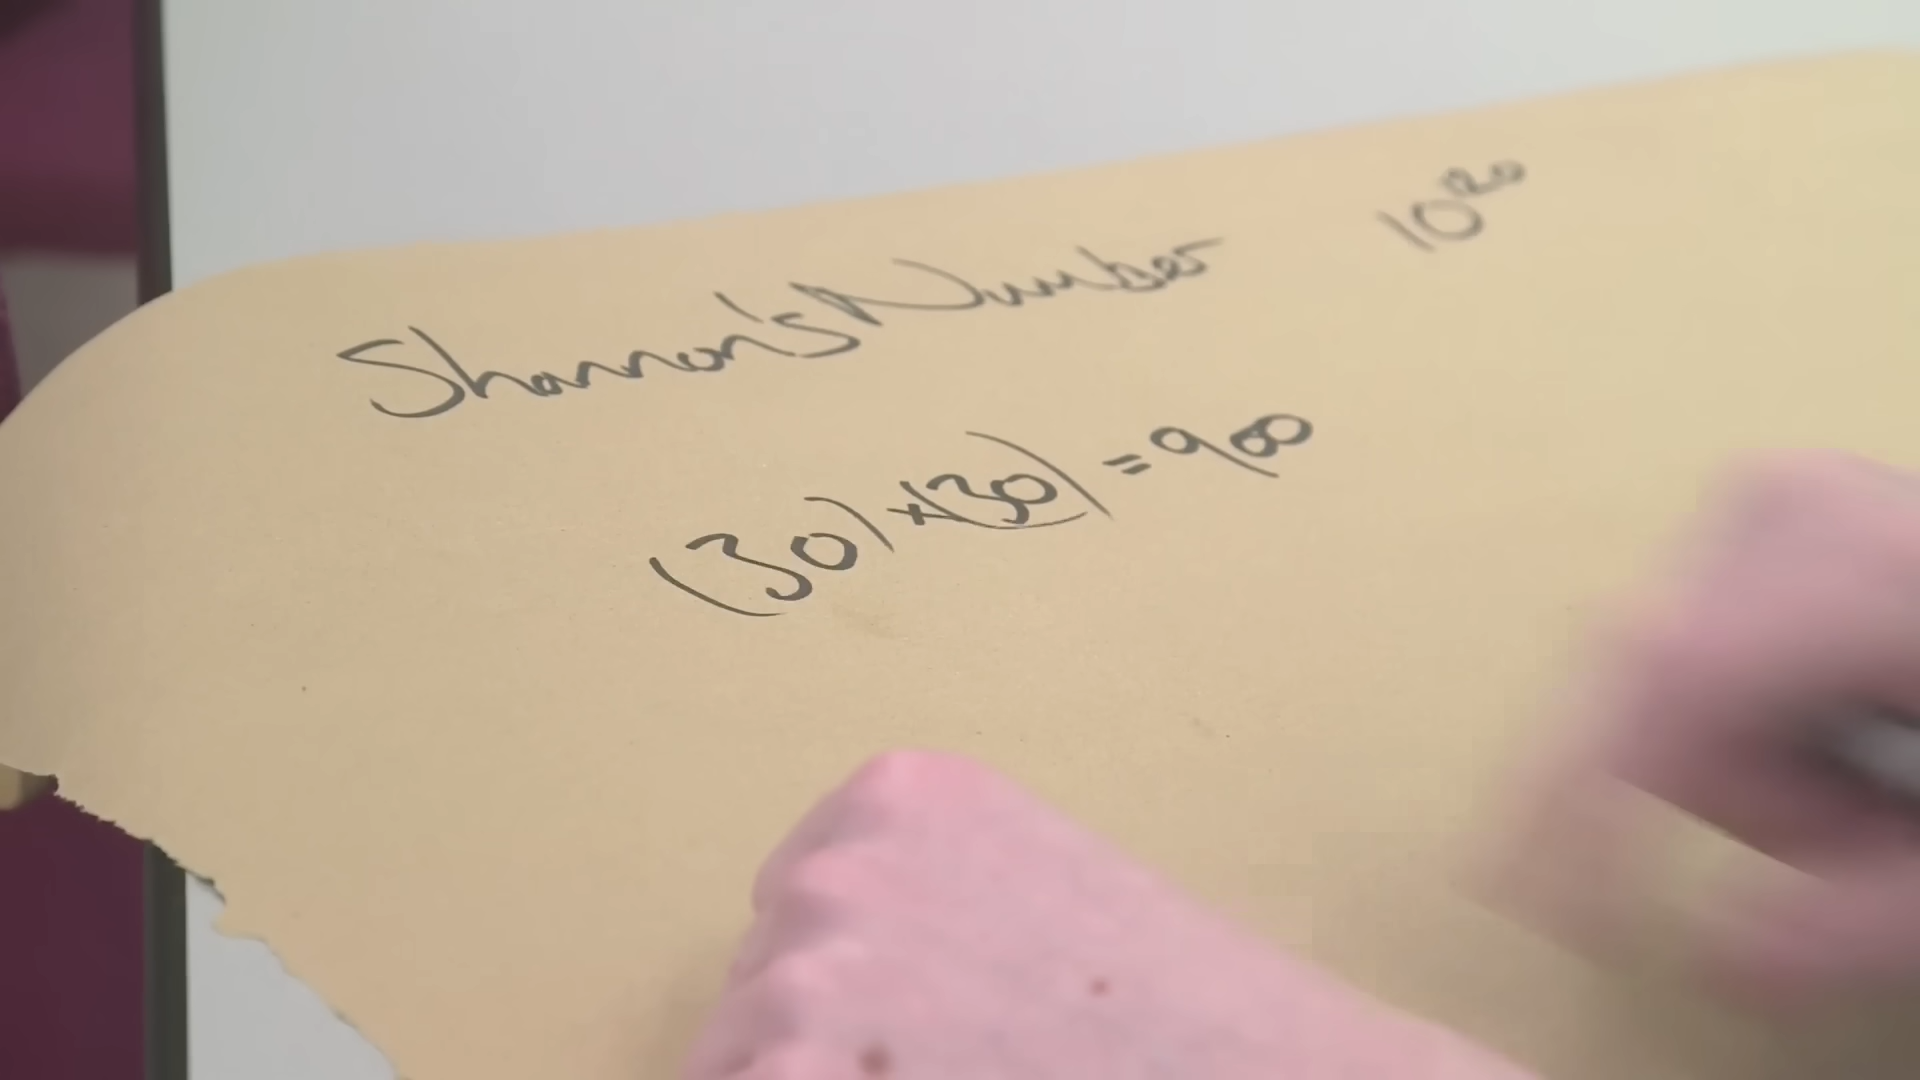 Shannon's Number 10¹²⁰
(30) × (30) = 900